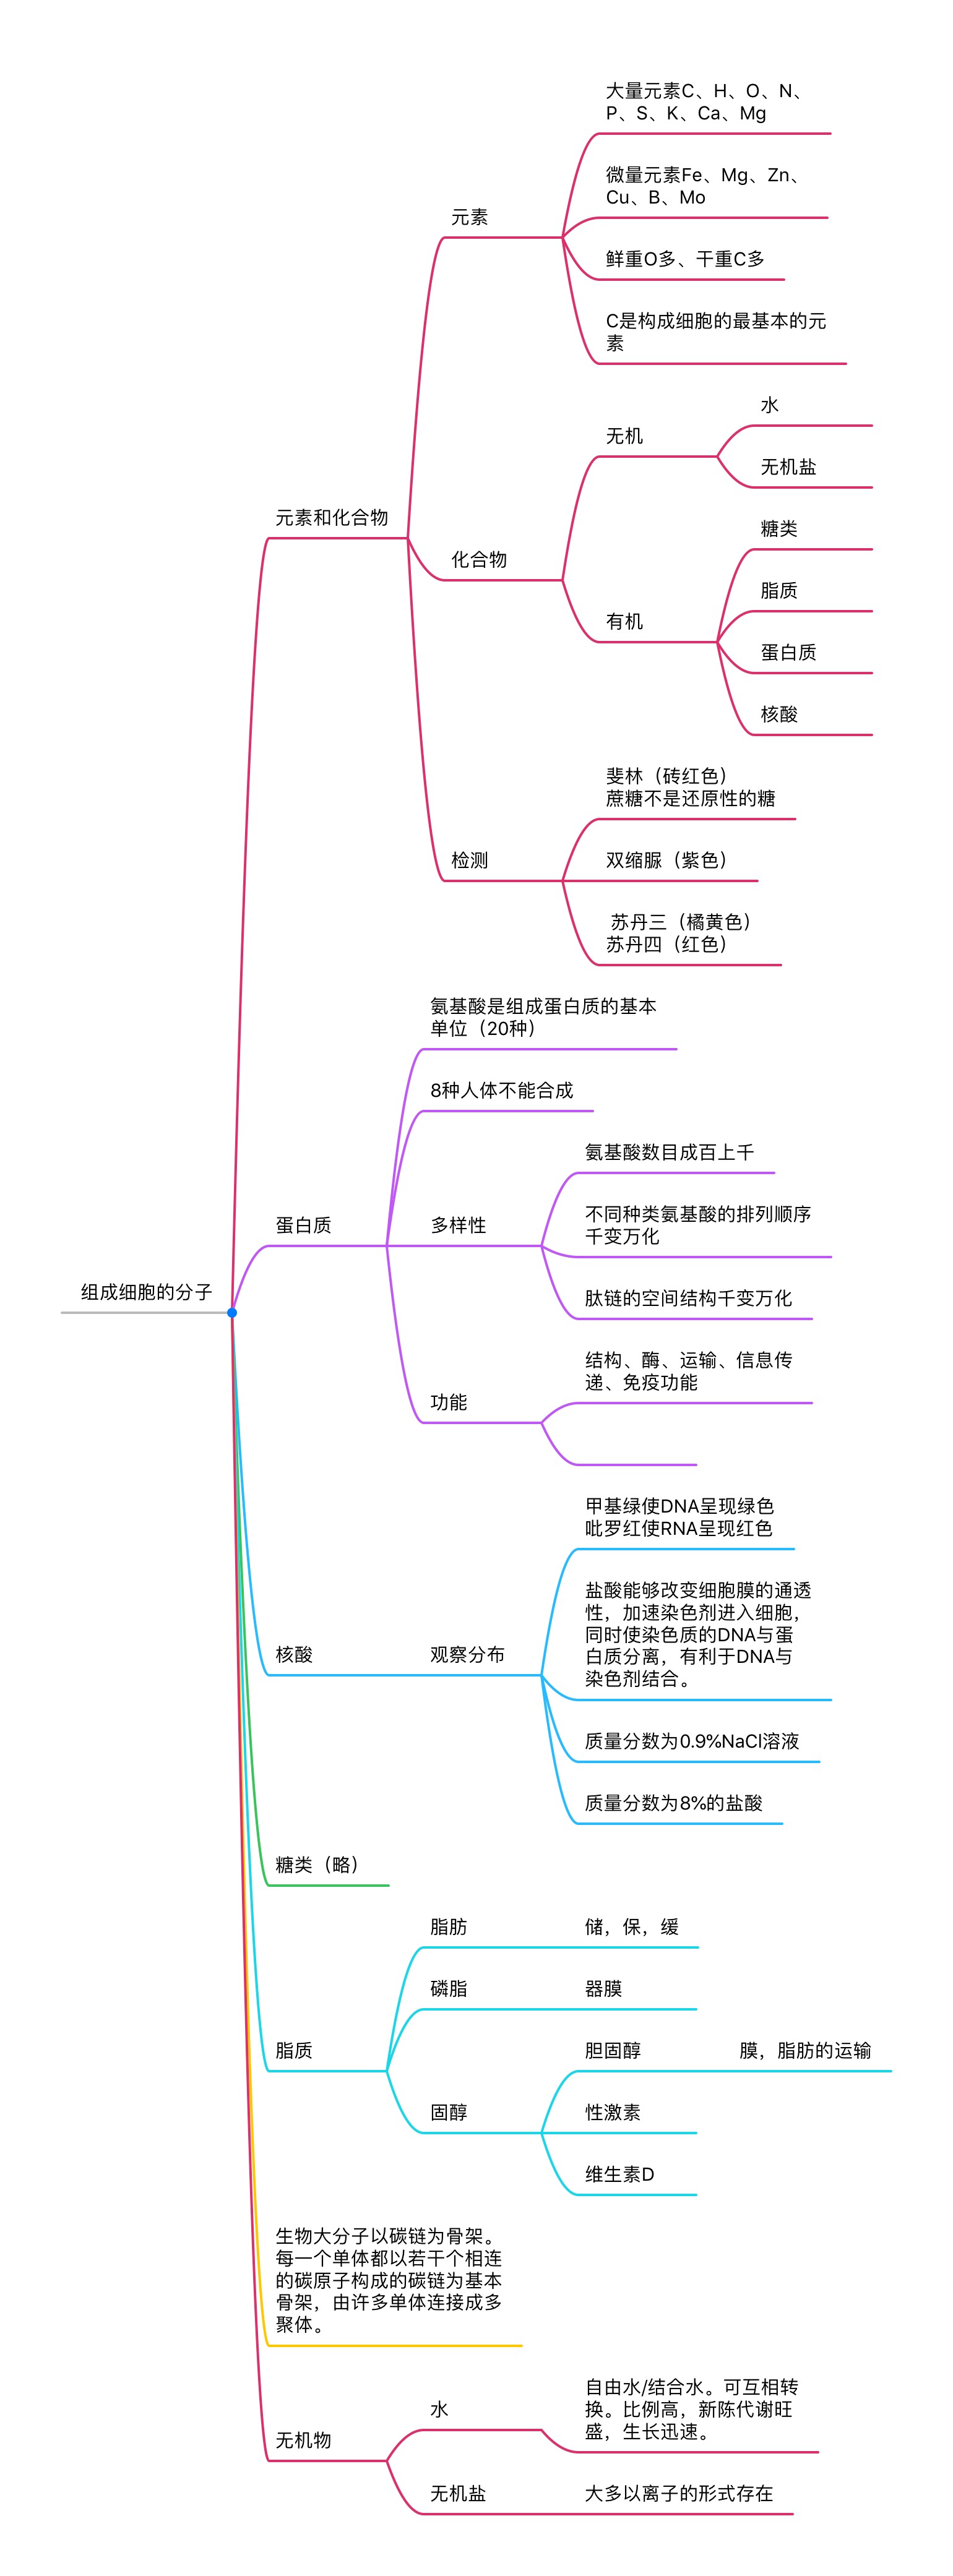 大量元素C、H、O、N、
P、S、K、Ca、Mg
微量元素Fe、Mg、Zn、
Cu、B、Mo
元素
鲜重O多、干重C多
C是构成细胞的最基本的元
素
水
无机
无机盐
元素和化合物
糖类
化合物
脂质
有机
蛋白质
核酸
斐林（砖红色）
蔗糖不是还原性的糖
检测
双缩脲（紫色）
苏丹三（橘黄色）
苏丹四（红色）
氨基酸是组成蛋白质的基本
单位（20种）
8种人体不能合成
氨基酸数目成百上千
蛋白质
多样性
不同种类氨基酸的排列顺序
千变万化
组成细胞的分子
肽链的空间结构千变万化
结构、酶、运输、信息传
递、免疫功能
功能
甲基绿使DNA呈现绿色
吡罗红使RNA呈现红色
盐酸能够改变细胞膜的通透
性，加速染色剂进入细胞，
同时使染色质的DNA与蛋
白质分离，有利于DNA与
染色剂结合。
核酸
观察分布
质量分数为0.9%NaCl溶液
质量分数为8%的盐酸
糖类（略）
脂肪
储，保，缓
磷脂
器膜
脂质
胆固醇
膜，脂肪的运输
固醇
性激素
维生素D
生物大分子以碳链为骨架。
每一个单体都以若干个相连
的碳原子构成的碳链为基本
骨架，由许多单体连接成多
聚体。
自由水/结合水。可互相转
换。比例高，新陈代谢旺
盛，生长迅速。
水
无机物
无机盐
大多以离子的形式存在